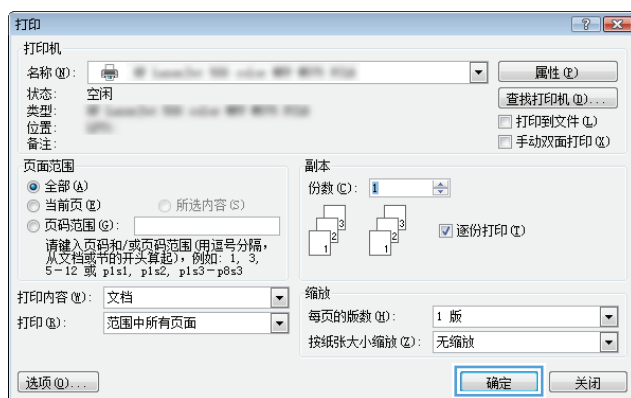 打印
打印机
名称(N):
属性(P)
状态: 空闲
查找打印机(D)...
类型:
位置:
打印到文件(L)
备注:
手动双面打印(X)
页面范围
全部(A)
当前页(E) 所选内容(S)
页码范围(G):
请键入页码和/或页码范围(用逗号分隔,
从文档或节的开头算起),例如: 1, 3,
5-12 或 p1s1, p1s2, p1s3-p8s3
副本
份数(C): 1
1 2 3 1 2 3
逐份打印(T)
打印内容(W): 文档
打印(R): 范围中所有页面
缩放
每页的版数(H): 1 版
按纸张大小缩放(Z): 无缩放
选项(O)...
确定 关闭